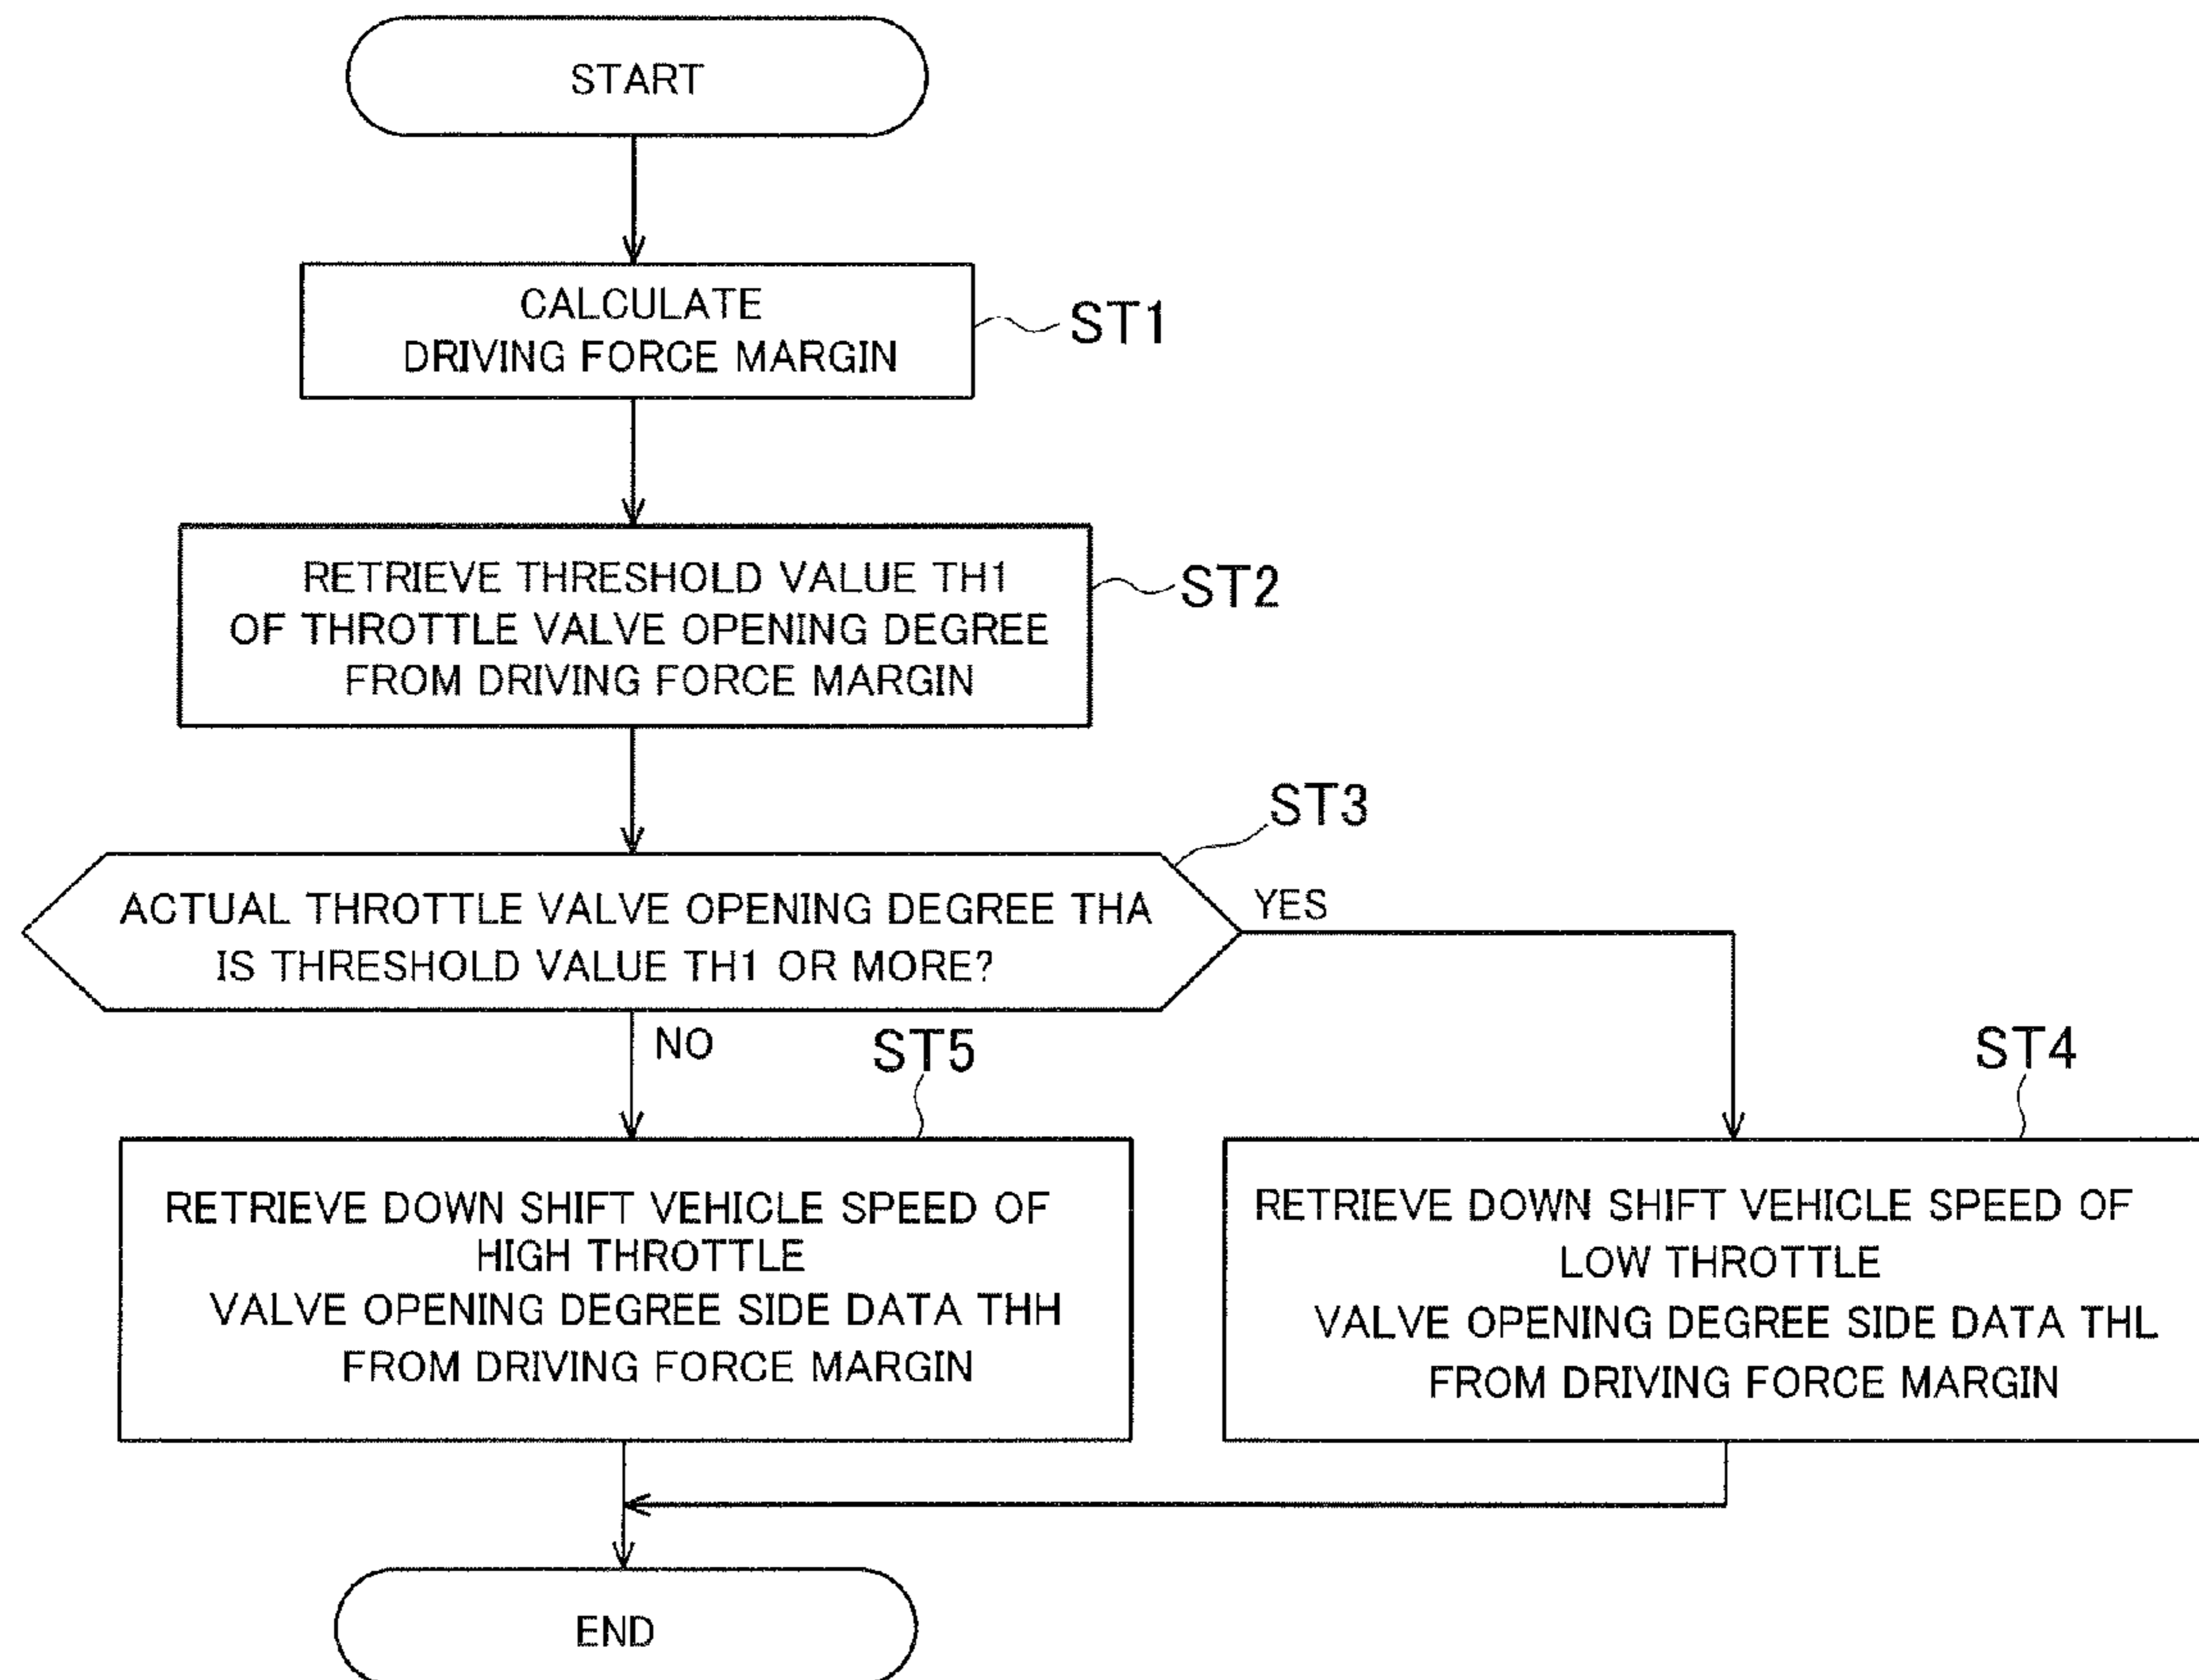 START
CALCULATE
DRIVING FORCE MARGIN
ST1
RETRIEVE THRESHOLD VALUE TH1
OF THROTTLE VALVE OPENING DEGREE
FROM DRIVING FORCE MARGIN
ST2
ST3
ACTUAL THROTTLE VALVE OPENING DEGREE THA
IS THRESHOLD VALUE TH1 OR MORE?
YES
NO
ST5
ST4
RETRIEVE DOWN SHIFT VEHICLE SPEED OF
HIGH THROTTLE
VALVE OPENING DEGREE SIDE DATA THH
FROM DRIVING FORCE MARGIN
RETRIEVE DOWN SHIFT VEHICLE SPEED OF
LOW THROTTLE
VALVE OPENING DEGREE SIDE DATA THL
FROM DRIVING FORCE MARGIN
END